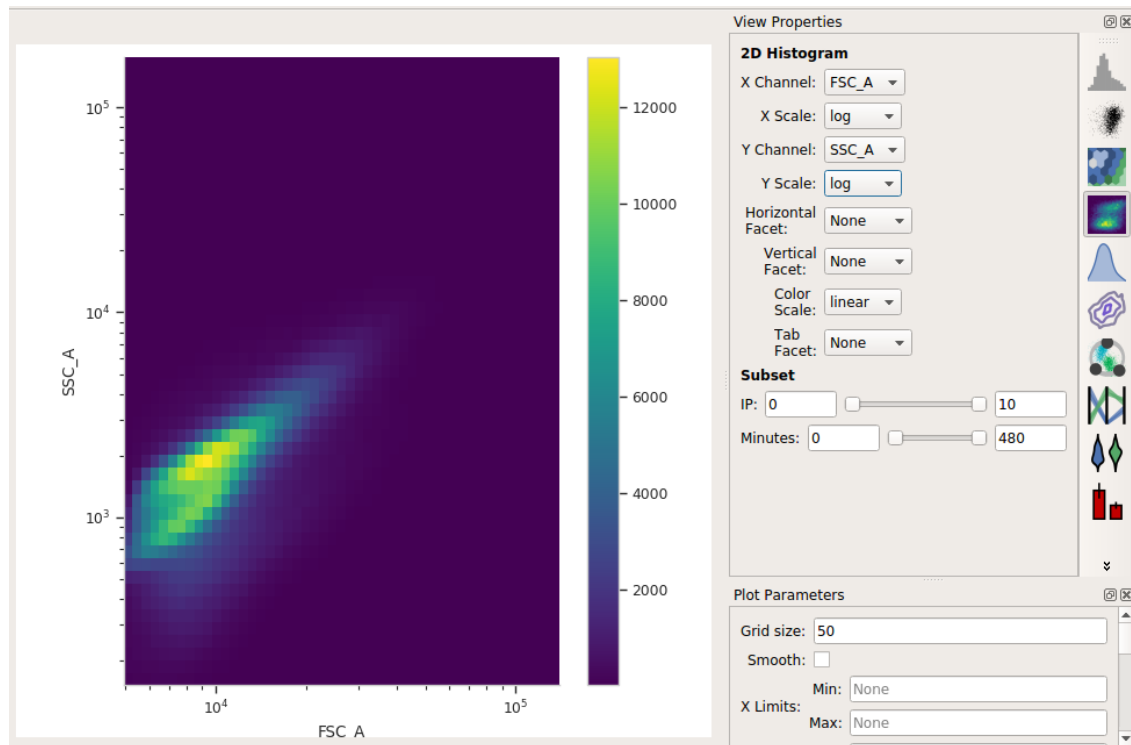 10⁵
10⁴
10³
SSC_A
10⁴
10⁵
FSC_A
12000
10000
8000
6000
4000
2000
View Properties
2D Histogram
X Channel: FSC_A
X Scale: log
Y Channel: SSC_A
Y Scale: log
Horizontal
Facet: None
Vertical
Facet: None
Color
Scale: linear
Tab
Facet: None
Subset
IP: 0 10
Minutes: 0 480
Plot Parameters
Grid size: 50
Smooth:
X Limits:
Min: None
Max: None